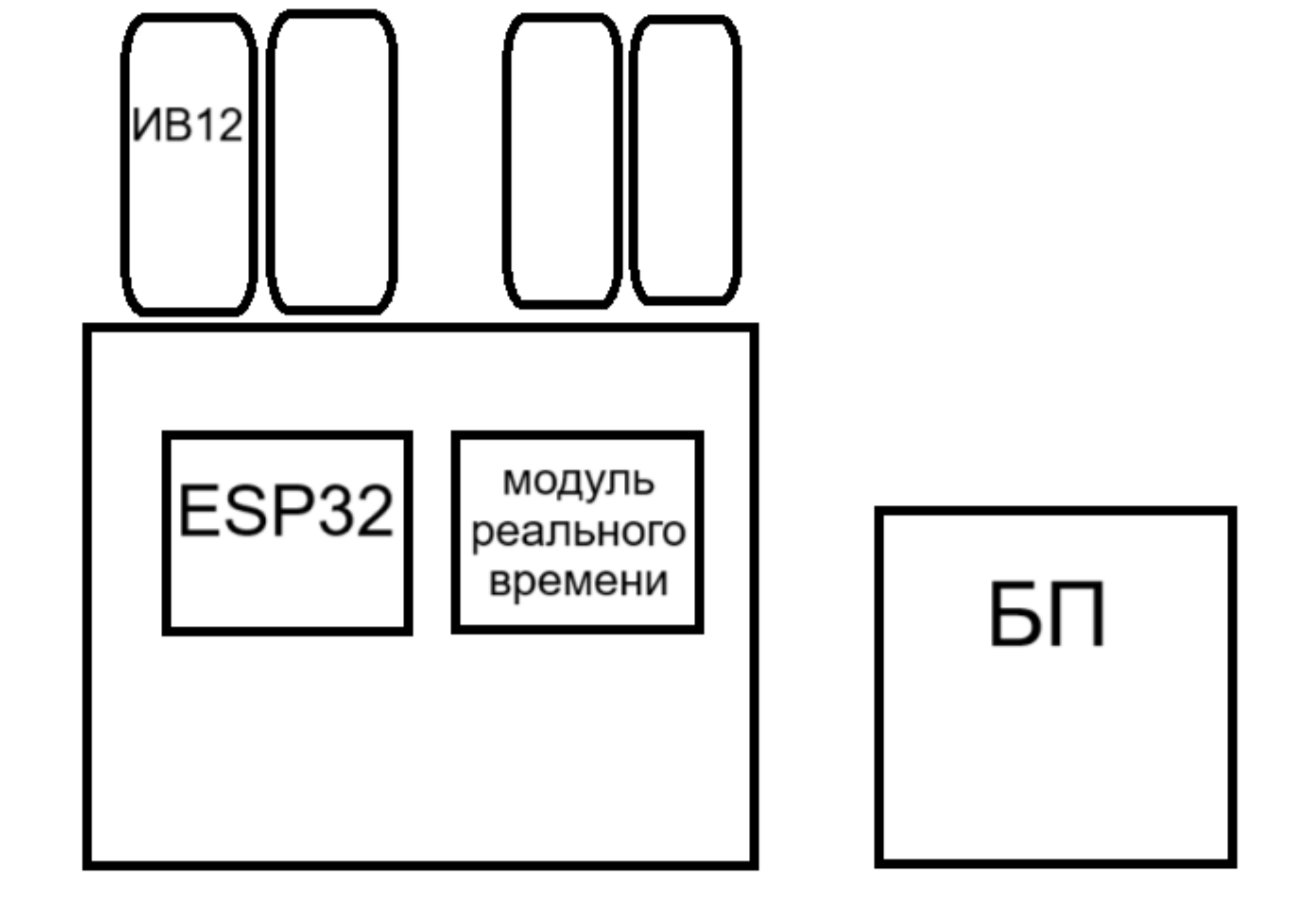 ИВ12
ESP32
модуль
реального
времени
БП